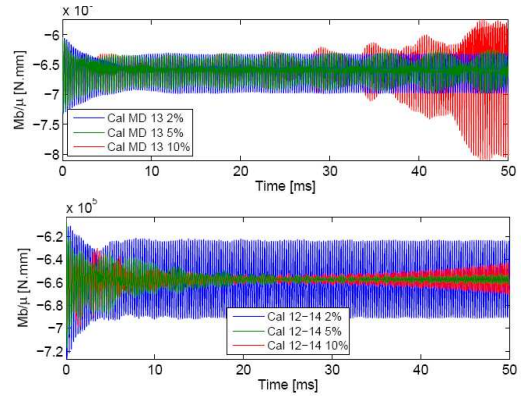 −6 × 10⁻
−6
−6.5
−7
−7.5
−8
Mb/μ [N.mm]
Cal MD 13 2%
Cal MD 13 5%
Cal MD 13 10%
0 10 20 30 40 50
Time [ms]
× 10⁵
−6.2
−6.4
−6.6
−6.8
−7
−7.2
Mb/μ [N.mm]
Cal 12−14 2%
Cal 12−14 5%
Cal 12−14 10%
0 10 20 30 40 50
Time [ms]